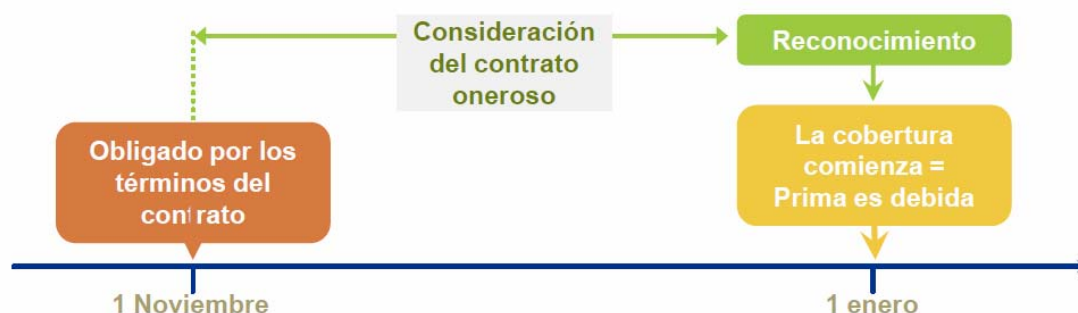 Consideración
del contrato
oneroso
Reconocimiento
Obligado por los
términos del
contrato
La cobertura
comienza =
Prima es debida
1 Noviembre
1 enero